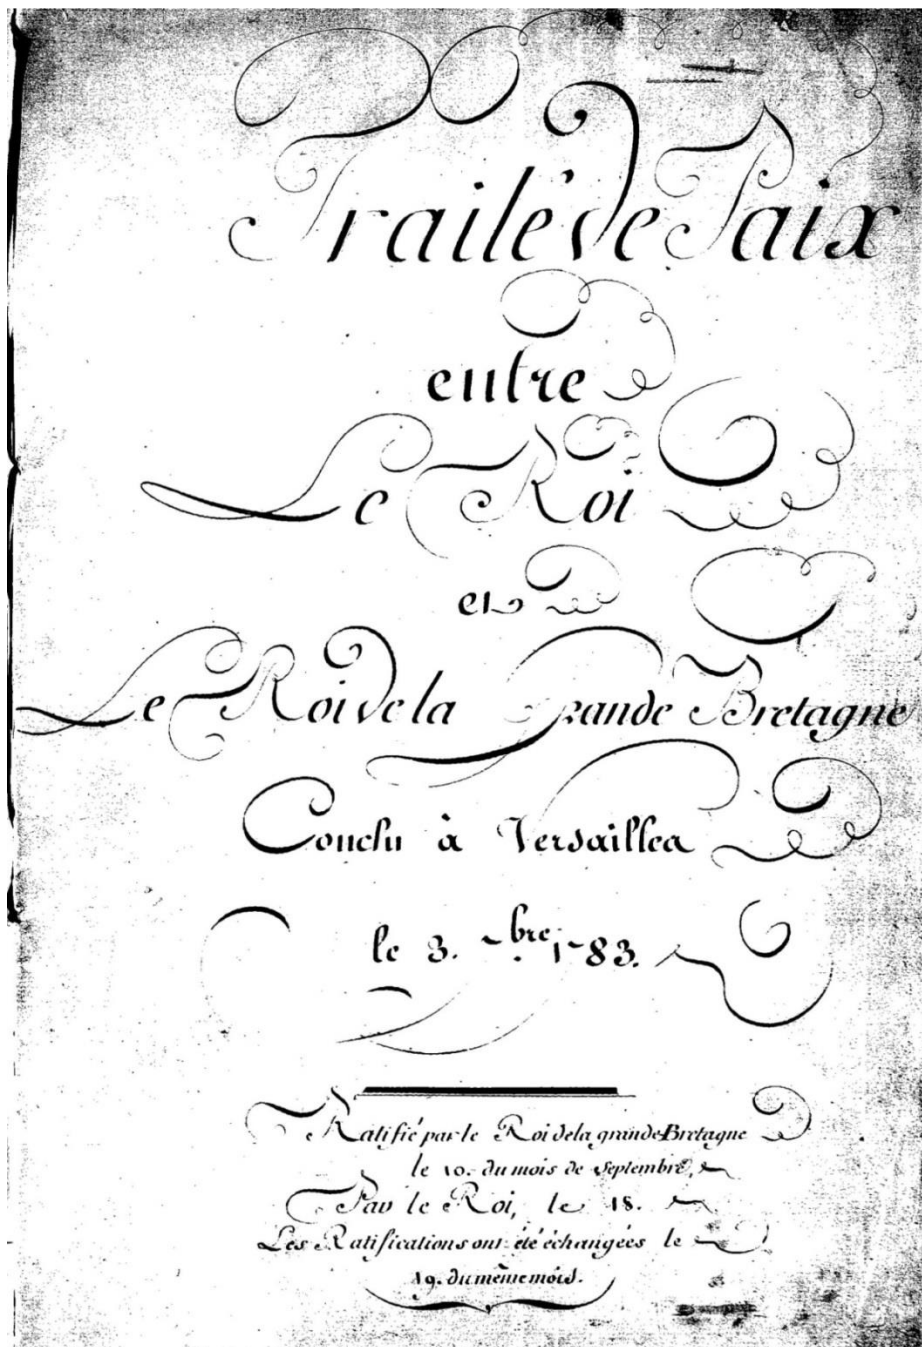 Traité de Paix
entre
Le Roi
et
Le Roi de la Grande Bretagne
Conclu à Versailles
le 3. 7bre 1783.
Ratifié par le Roi de la grande Bretagne
le 10. du mois de Septembre,
Par le Roi, le 18.
Les Ratifications ont été échangées le
19. du même mois.